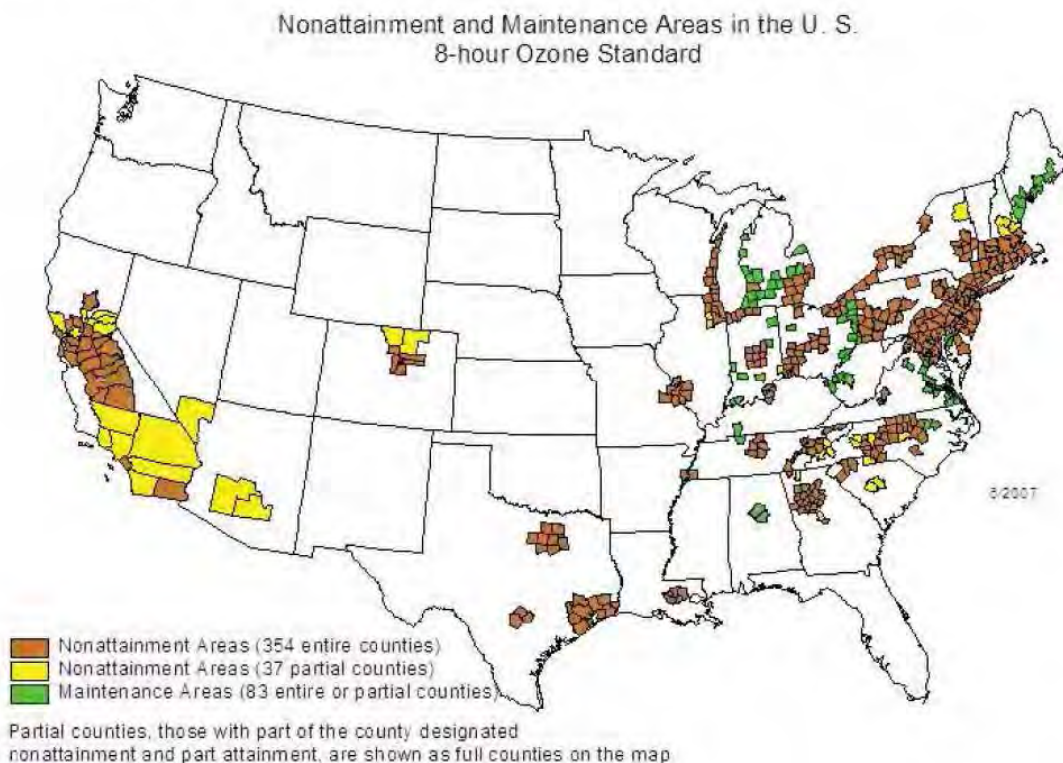 Nonattainment and Maintenance Areas in the U. S.
8-hour Ozone Standard
8/2007
Nonattainment Areas (354 entire counties)
Nonattainment Areas (37 partial counties)
Maintenance Areas (83 entire or partial counties)
Partial counties, those with part of the county designated
nonattainment and part attainment, are shown as full counties on the map